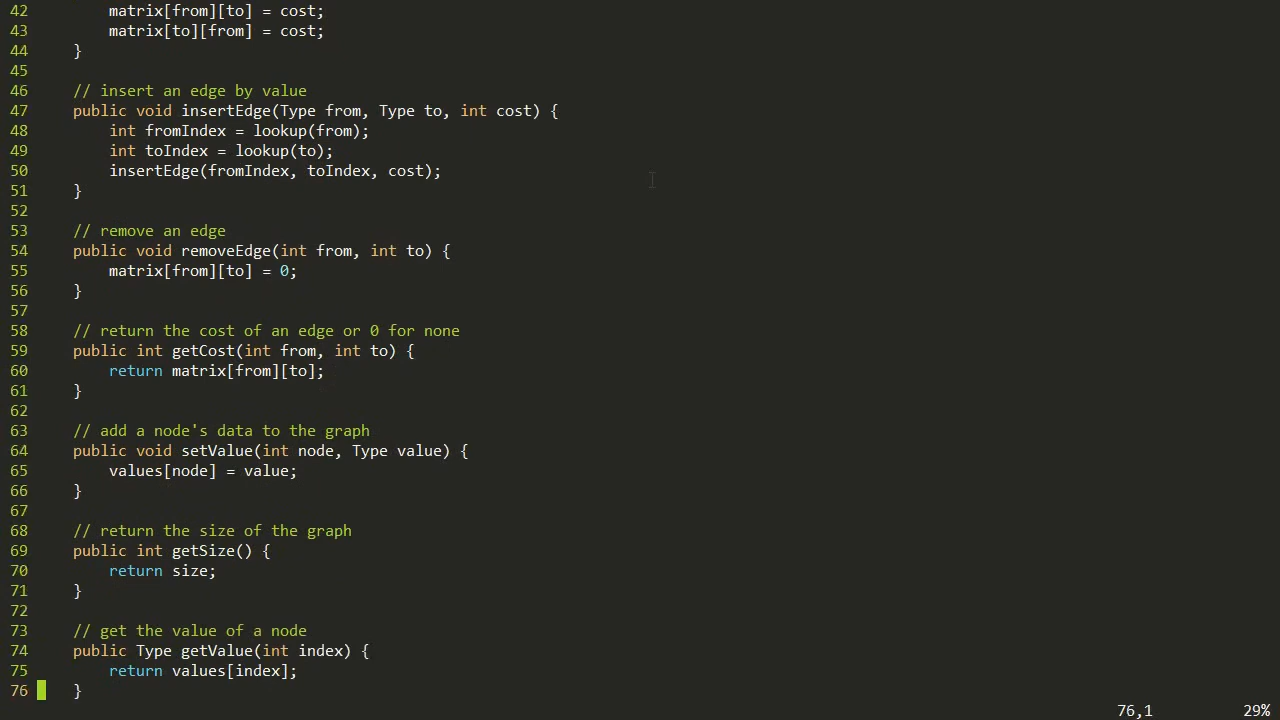 42         matrix[from][to] = cost;
43         matrix[to][from] = cost;
44     }
45
46     // insert an edge by value
47     public void insertEdge(Type from, Type to, int cost) {
48         int fromIndex = lookup(from);
49         int toIndex = lookup(to);
50         insertEdge(fromIndex, toIndex, cost);
51     }
52
53     // remove an edge
54     public void removeEdge(int from, int to) {
55         matrix[from][to] = 0;
56     }
57
58     // return the cost of an edge or 0 for none
59     public int getCost(int from, int to) {
60         return matrix[from][to];
61     }
62
63     // add a node's data to the graph
64     public void setValue(int node, Type value) {
65         values[node] = value;
66     }
67
68     // return the size of the graph
69     public int getSize() {
70         return size;
71     }
72
73     // get the value of a node
74     public Type getValue(int index) {
75         return values[index];
76     }
76,1 29%